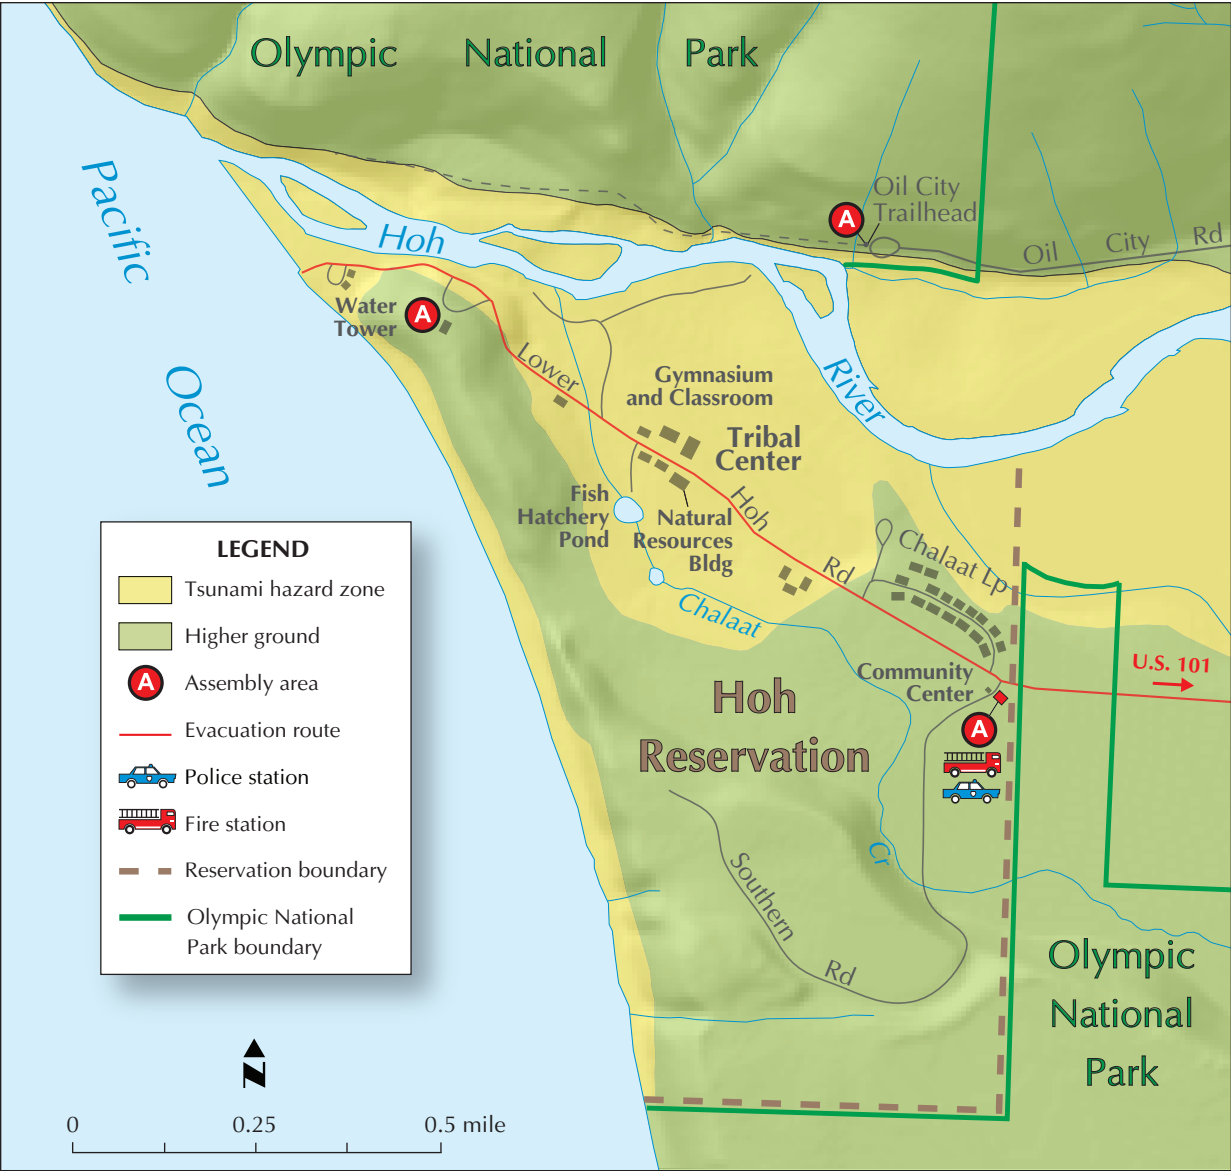 Olympic National Park
Oil City
Trailhead
A
Oil City Rd
Pacific
Ocean
Hoh
River
Water
Tower
A
Lower
Hoh
Rd
Gymnasium
and Classroom
Tribal
Center
Fish
Hatchery
Pond
Natural
Resources
Bldg
Chalaat Lp
Chalaat
Cr
Community
Center
A
U.S. 101
Hoh
Reservation
Southern
Rd
Olympic
National
Park
LEGEND
Tsunami hazard zone
Higher ground
A Assembly area
Evacuation route
Police station
Fire station
Reservation boundary
Olympic National
Park boundary
N
0 0.25 0.5 mile